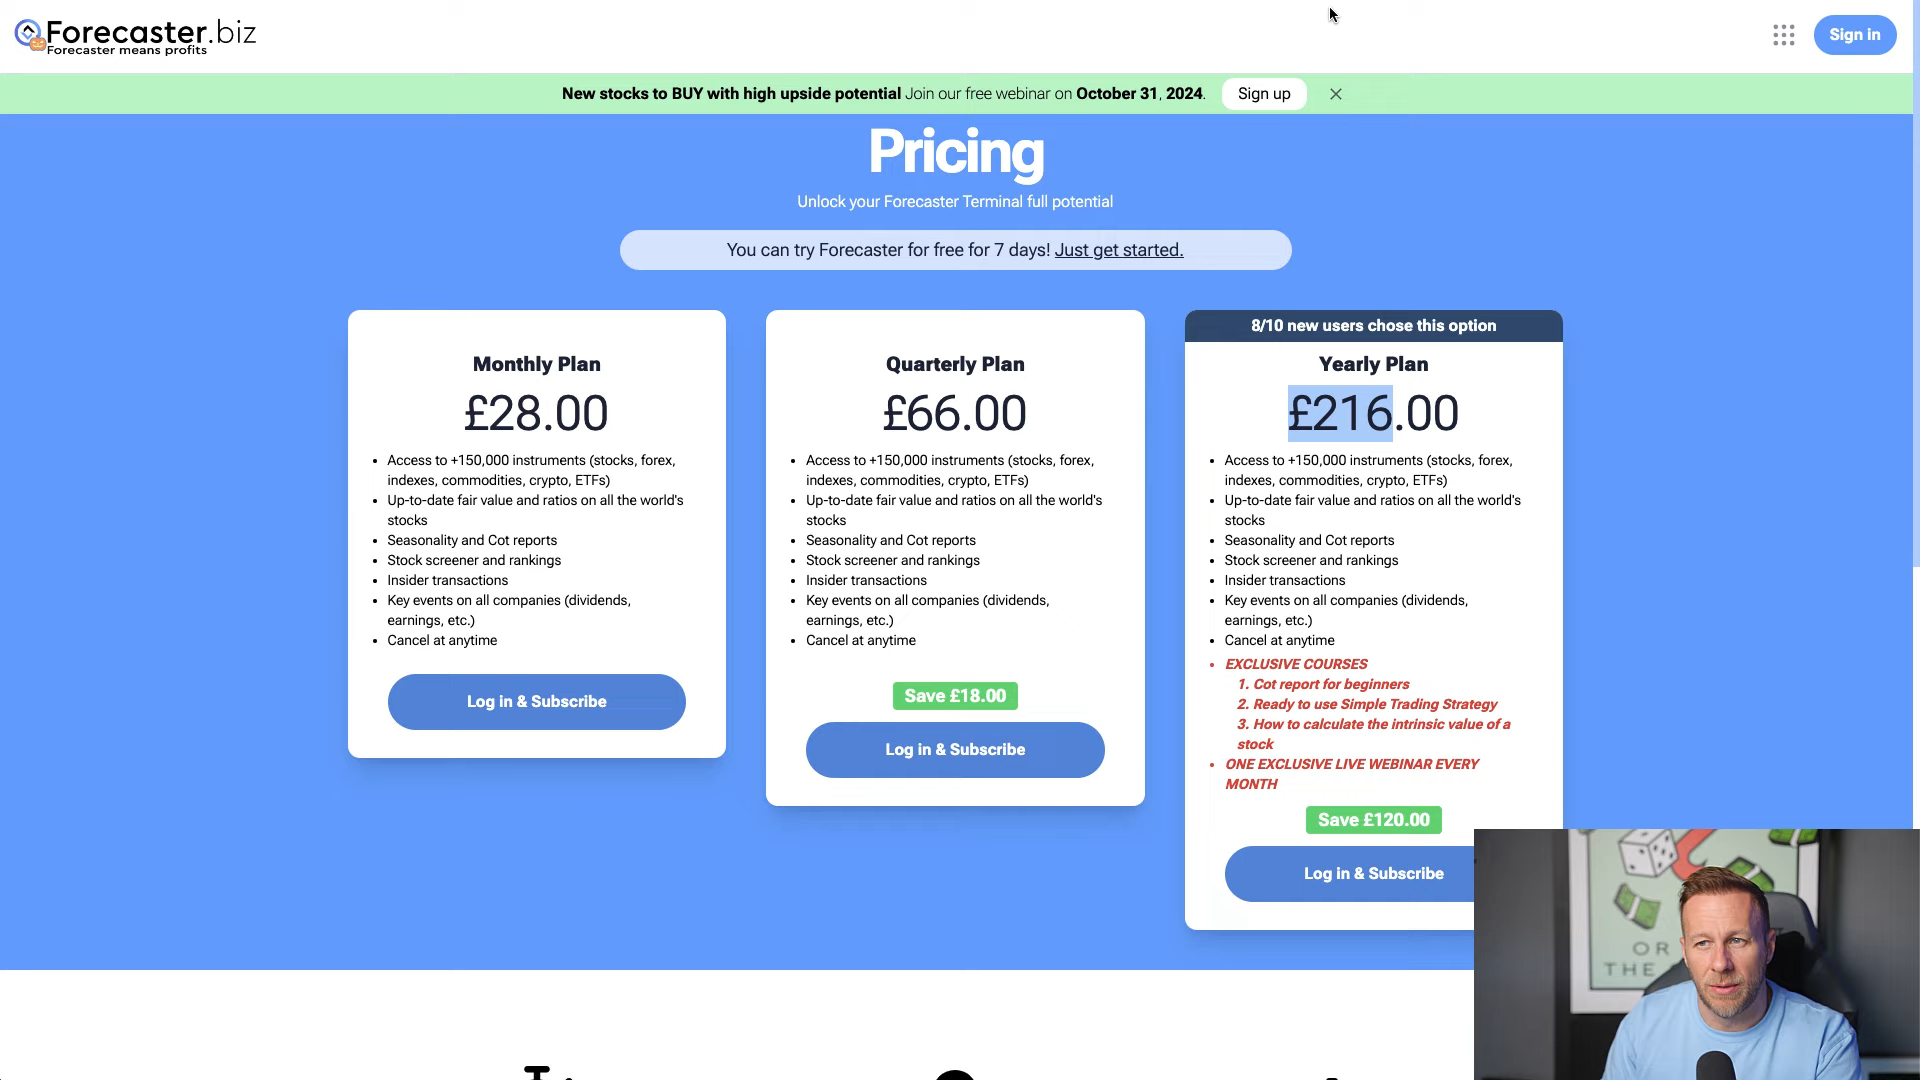 Forecaster.biz
Forecaster means profits
Sign in
New stocks to BUY with high upside potential Join our free webinar on October 31, 2024.
Sign up
Pricing
Unlock your Forecaster Terminal full potential
You can try Forecaster for free for 7 days! Just get started.
Monthly Plan
£28.00
• Access to +150,000 instruments (stocks, forex,
indexes, commodities, crypto, ETFs)
• Up-to-date fair value and ratios on all the world's
stocks
• Seasonality and Cot reports
• Stock screener and rankings
• Insider transactions
• Key events on all companies (dividends,
earnings, etc.)
• Cancel at anytime
Log in & Subscribe
Quarterly Plan
£66.00
• Access to +150,000 instruments (stocks, forex,
indexes, commodities, crypto, ETFs)
• Up-to-date fair value and ratios on all the world's
stocks
• Seasonality and Cot reports
• Stock screener and rankings
• Insider transactions
• Key events on all companies (dividends,
earnings, etc.)
• Cancel at anytime
Save £18.00
Log in & Subscribe
8/10 new users chose this option
Yearly Plan
£216.00
• Access to +150,000 instruments (stocks, forex,
indexes, commodities, crypto, ETFs)
• Up-to-date fair value and ratios on all the world's
stocks
• Seasonality and Cot reports
• Stock screener and rankings
• Insider transactions
• Key events on all companies (dividends,
earnings, etc.)
• Cancel at anytime
• EXCLUSIVE COURSES
1. Cot report for beginners
2. Ready to use Simple Trading Strategy
3. How to calculate the intrinsic value of a
stock
• ONE EXCLUSIVE LIVE WEBINAR EVERY
MONTH
Save £120.00
Log in & Subscribe
OR
THE